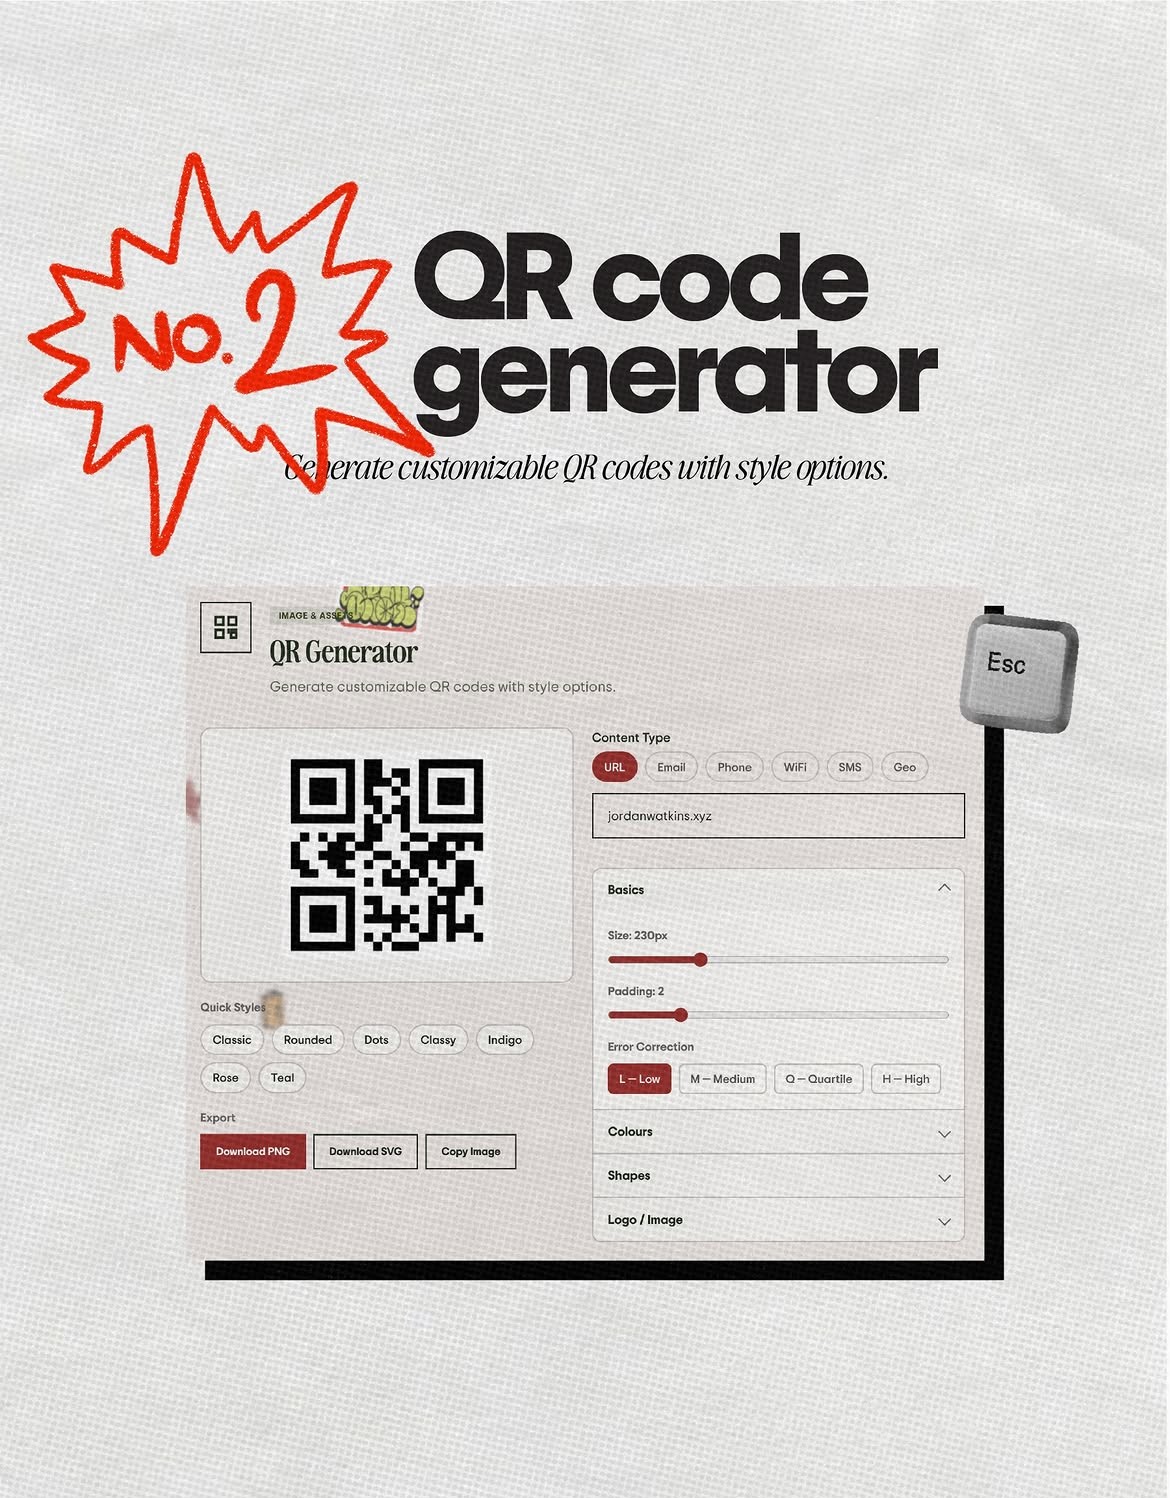 No. 2
QR code
generator
Generate customizable QR codes with style options.
IMAGE & ASSETS
QR Generator
Generate customizable QR codes with style options.
Esc
Content Type
URL Email Phone WiFi SMS Geo
jordanwatkins.xyz
Basics
Size: 230px
Padding: 2
Error Correction
L — Low M — Medium Q — Quartile H — High
Colours
Shapes
Logo / Image
Quick Styles
Classic Rounded Dots Classy Indigo
Rose Teal
Export
Download PNG Download SVG Copy Image